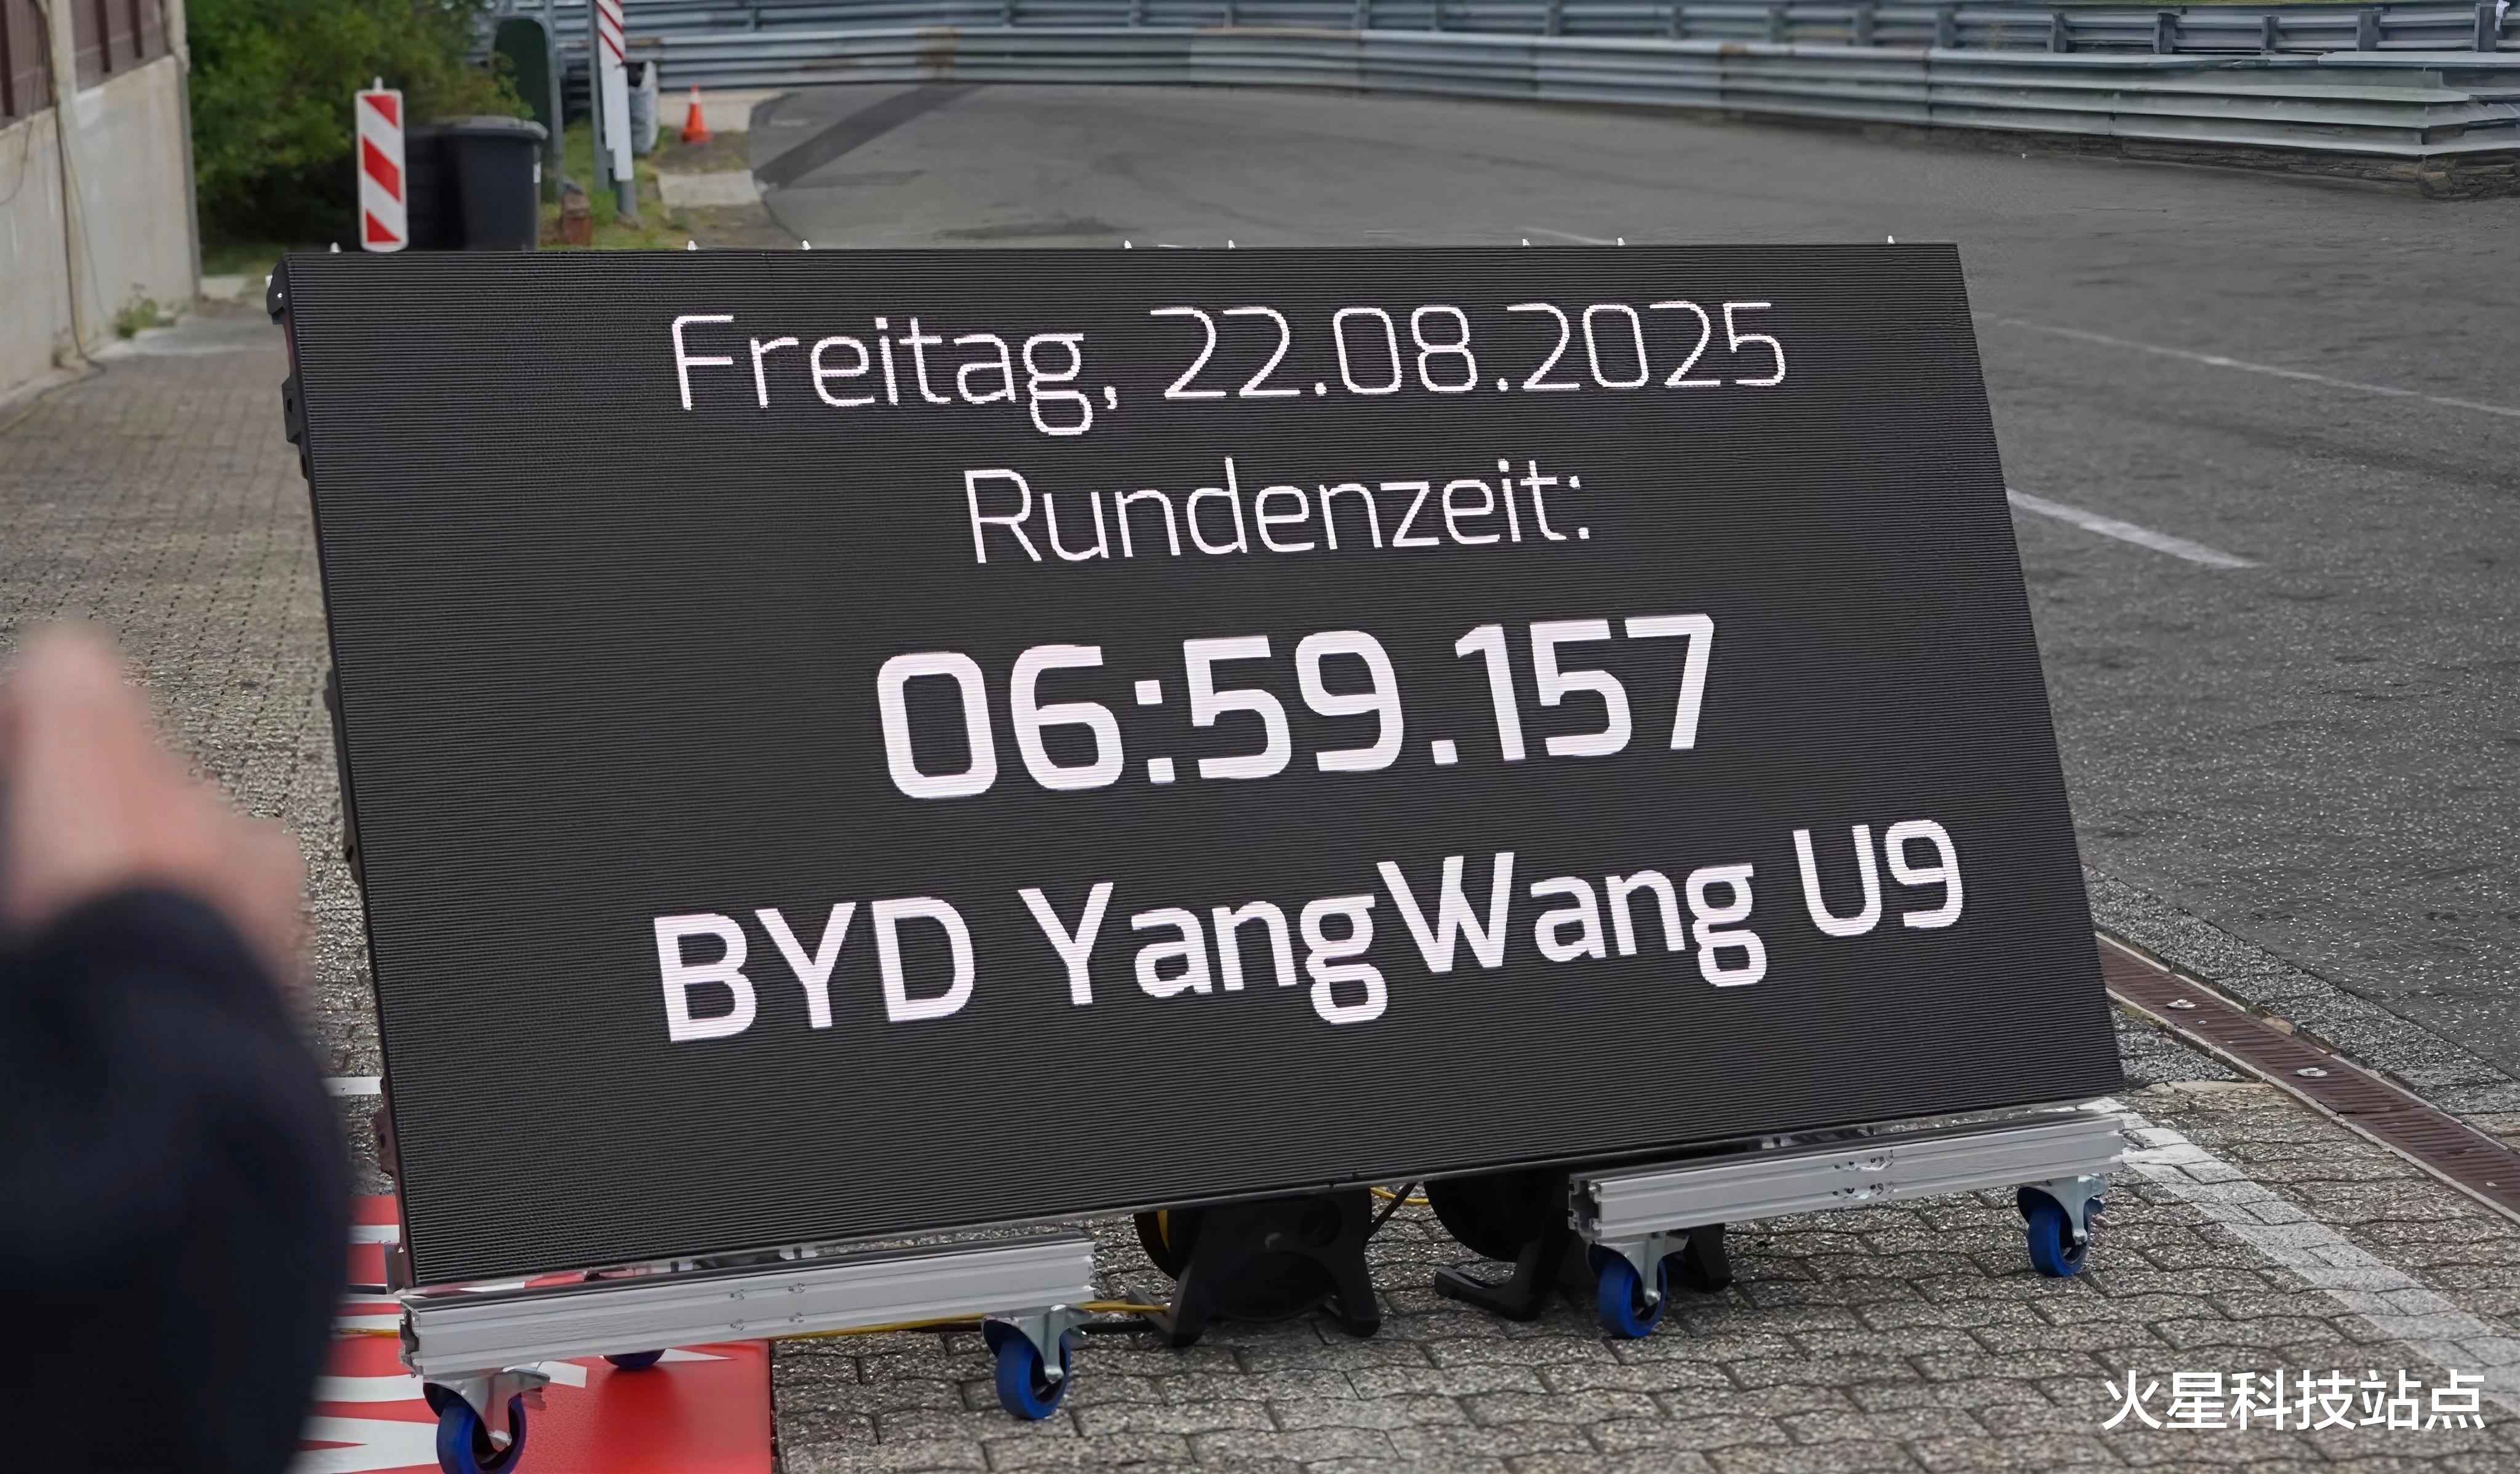 Freitag, 22.08.2025
Rundenzeit:
06:59.157
BYD YangWang U9
火星科技站点